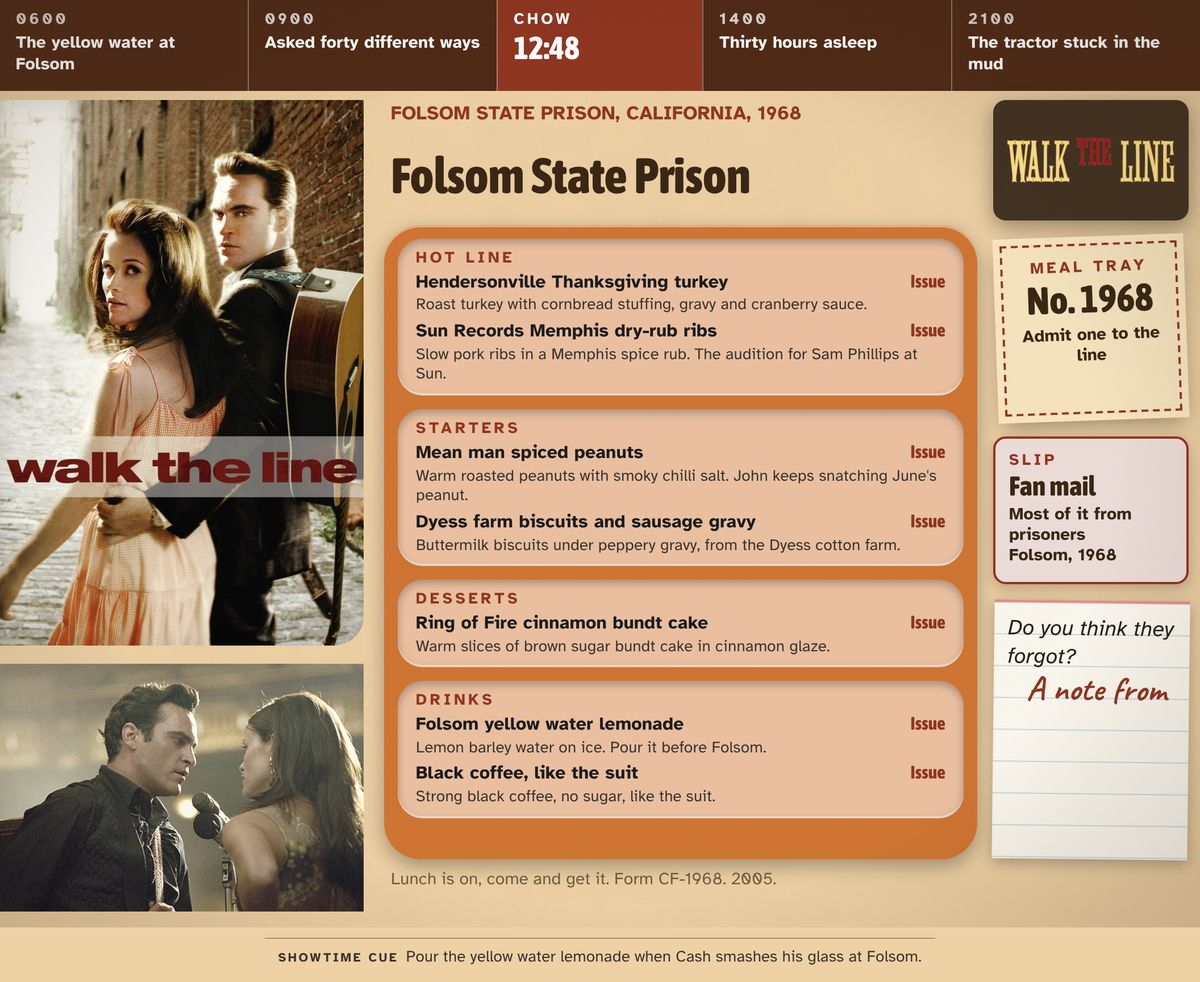 0600
The yellow water at
Folsom
0900
Asked forty different ways
CHOW
12:48
1400
Thirty hours asleep
2100
The tractor stuck in the
mud
walk the line
FOLSOM STATE PRISON, CALIFORNIA, 1968
Folsom State Prison
HOT LINE
Hendersonville Thanksgiving turkey Issue
Roast turkey with cornbread stuffing, gravy and cranberry sauce.
Sun Records Memphis dry-rub ribs Issue
Slow pork ribs in a Memphis spice rub. The audition for Sam Phillips at
Sun.
STARTERS
Mean man spiced peanuts Issue
Warm roasted peanuts with smoky chilli salt. John keeps snatching June's
peanut.
Dyess farm biscuits and sausage gravy Issue
Buttermilk biscuits under peppery gravy, from the Dyess cotton farm.
DESSERTS
Ring of Fire cinnamon bundt cake Issue
Warm slices of brown sugar bundt cake in cinnamon glaze.
DRINKS
Folsom yellow water lemonade Issue
Lemon barley water on ice. Pour it before Folsom.
Black coffee, like the suit Issue
Strong black coffee, no sugar, like the suit.
Lunch is on, come and get it. Form CF-1968. 2005.
WALK THE LINE
MEAL TRAY
No. 1968
Admit one to the
line
SLIP
Fan mail
Most of it from
prisoners
Folsom, 1968
Do you think they
forgot?
A note from
SHOWTIME CUE Pour the yellow water lemonade when Cash smashes his glass at Folsom.